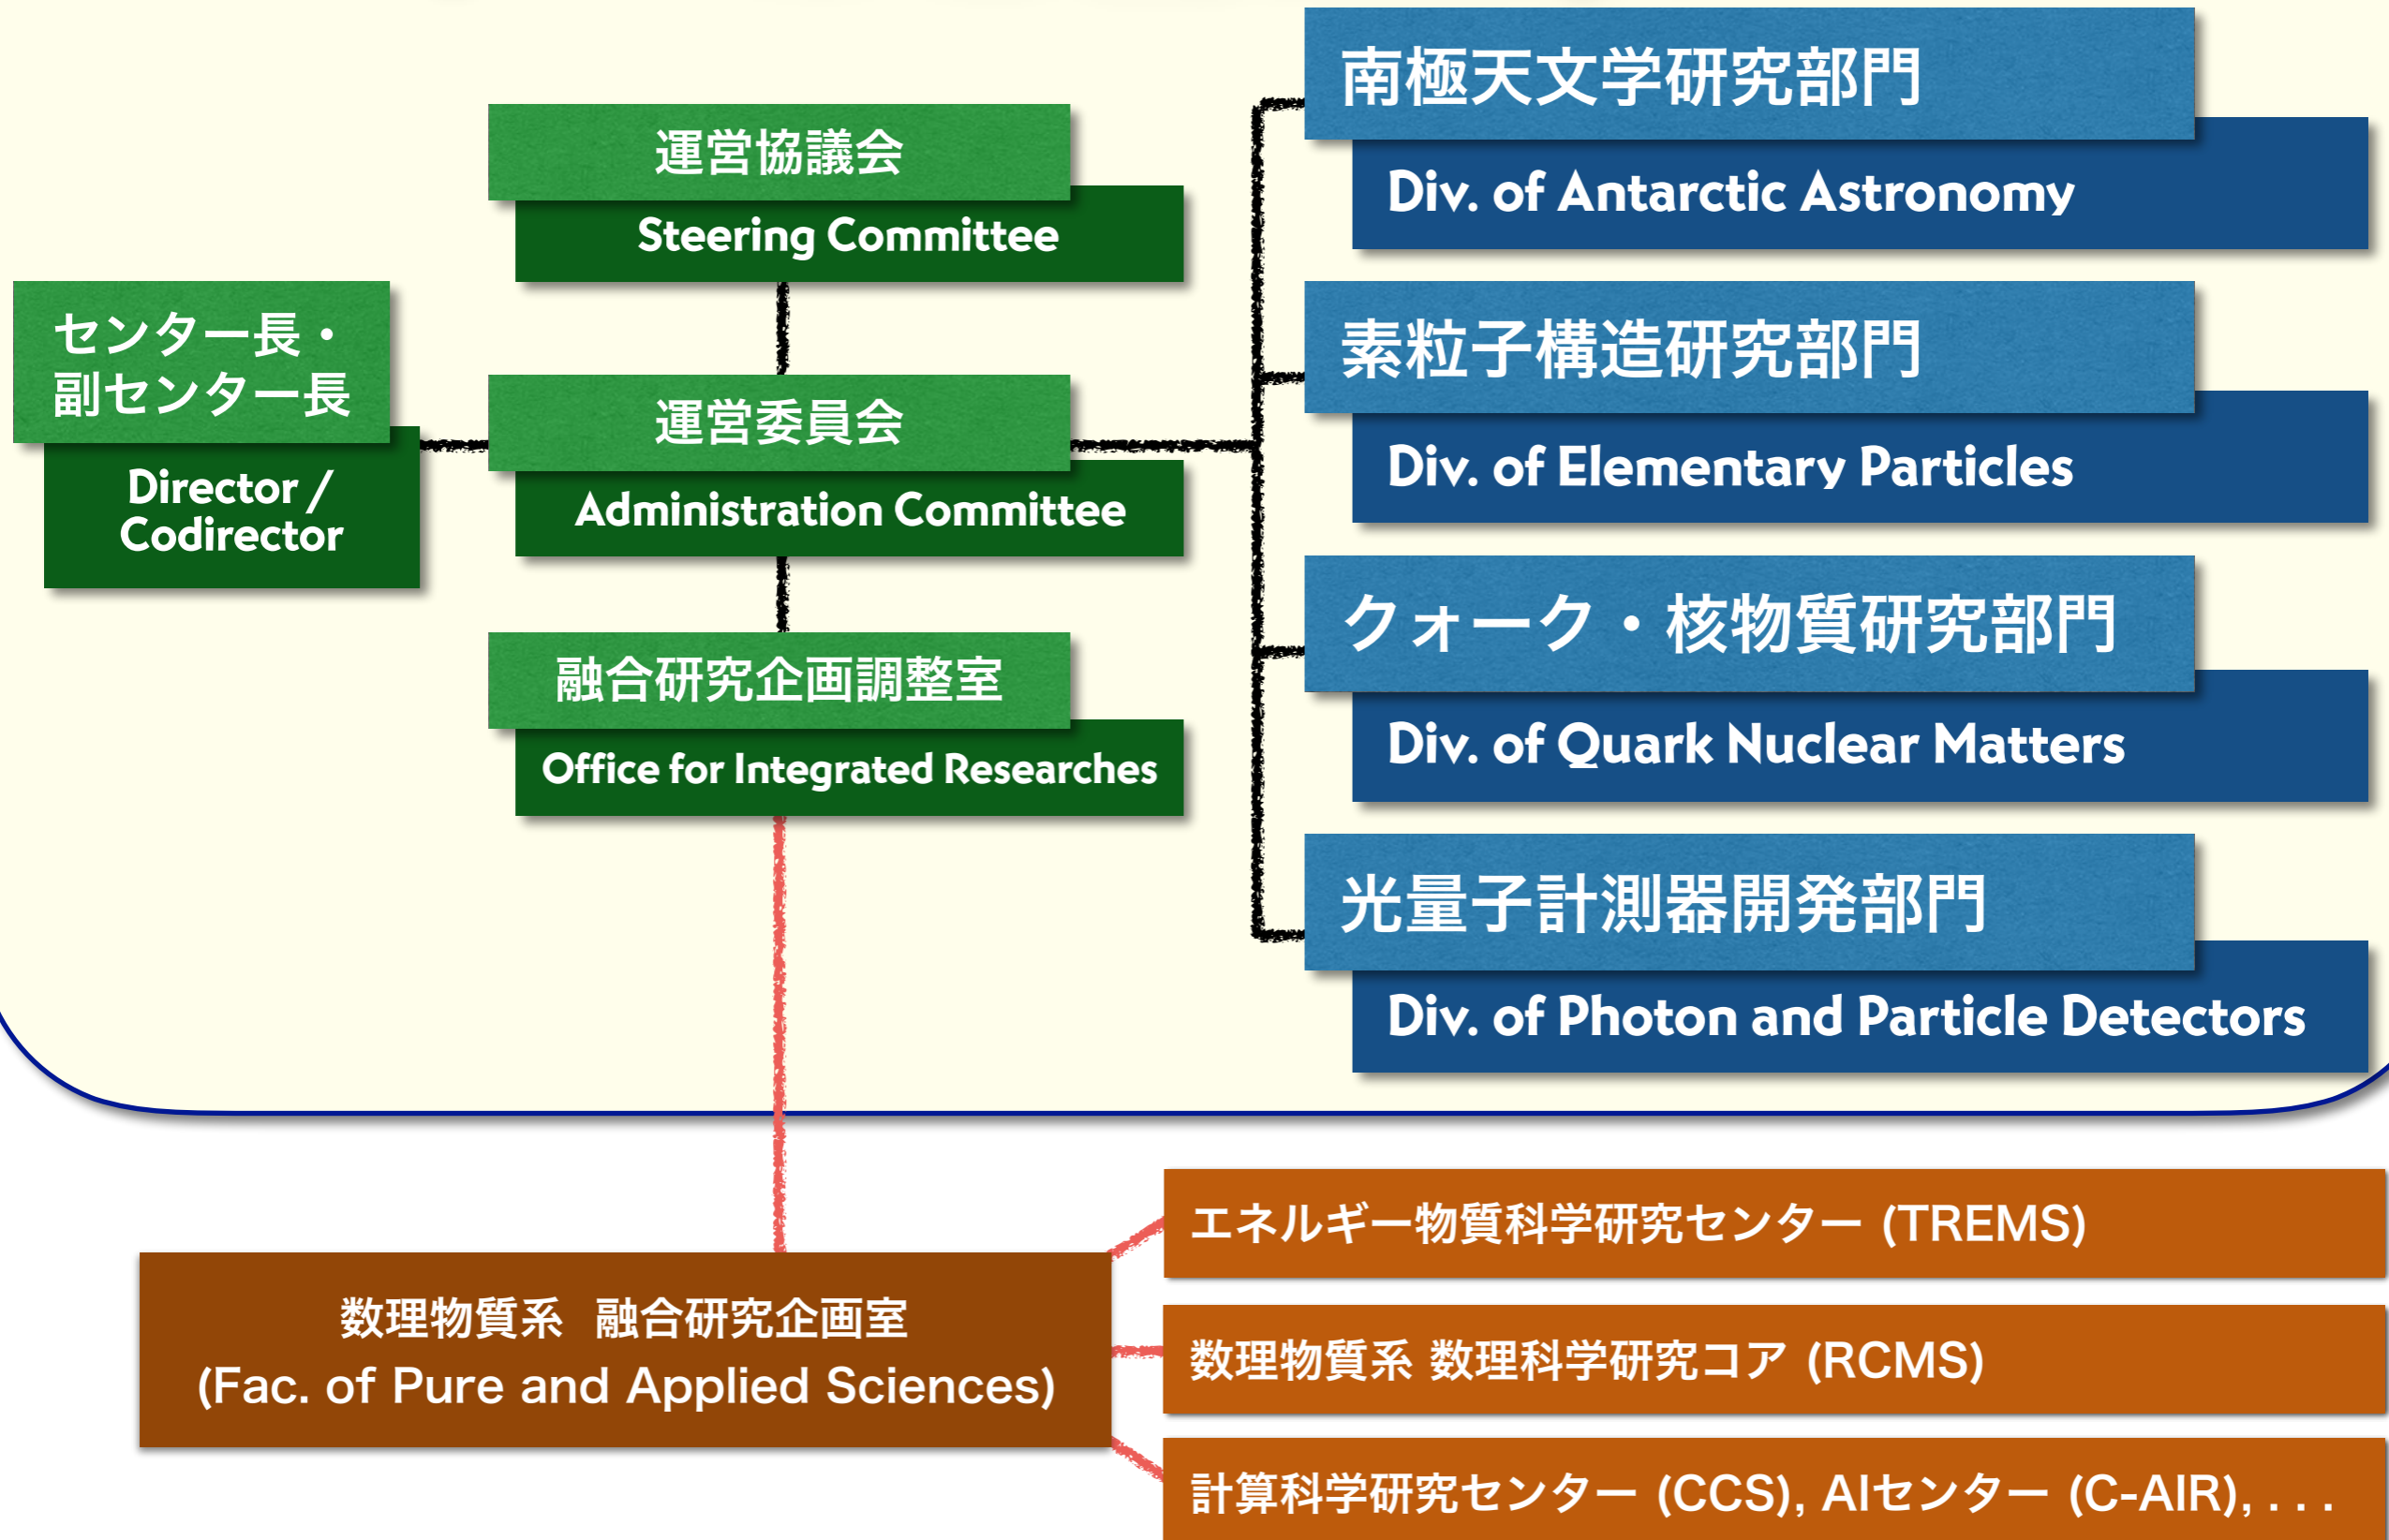 センター長・
副センター長
Director /
Codirector
運営協議会
Steering Committee
運営委員会
Administration Committee
融合研究企画調整室
Office for Integrated Researches
南極天文学研究部門
Div. of Antarctic Astronomy
素粒子構造研究部門
Div. of Elementary Particles
クォーク・核物質研究部門
Div. of Quark Nuclear Matters
光量子計測器開発部門
Div. of Photon and Particle Detectors
数理物質系 融合研究企画室
(Fac. of Pure and Applied Sciences)
エネルギー物質科学研究センター (TREMS)
数理物質系 数理科学研究コア (RCMS)
計算科学研究センター (CCS), AIセンター (C-AIR), . . .